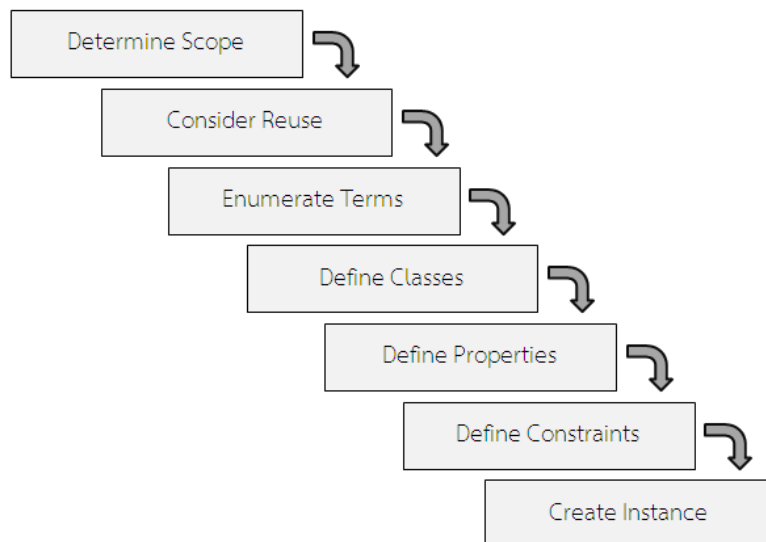 Determine Scope
Consider Reuse
Enumerate Terms
Define Classes
Define Properties
Define Constraints
Create Instance